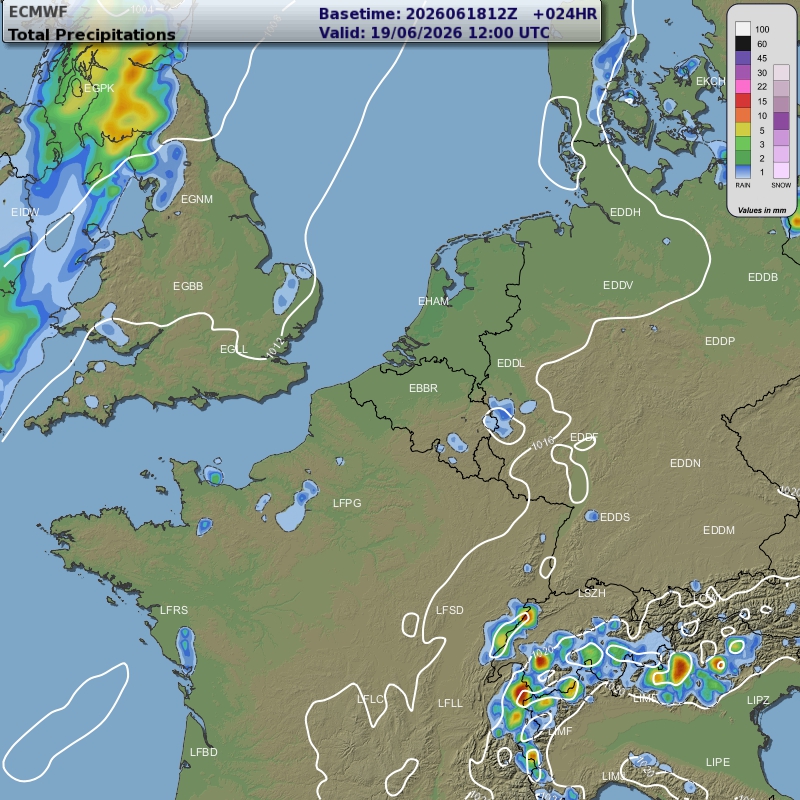 ECMWF
Basetime: 2026061812Z +024HR
Total Precipitations
Valid: 19/06/2026 12:00 UTC
100
60
45
30
22
15
10
5
3
2
1
RAIN SNOW
Values in mm
EGPK
EKCH
EIDW
EGNM
EDDH
EGBB
EDDV
EDDB
EHAM
EGLL
1012
EDDP
EDDL
EBBR
1016
EDDF
EDDN
LFPG
EDDS
EDDM
LSZH
LFRS
LFSD
1020
LFLC
LFLL
LIPZ
LIMF
LFBD
LIPE